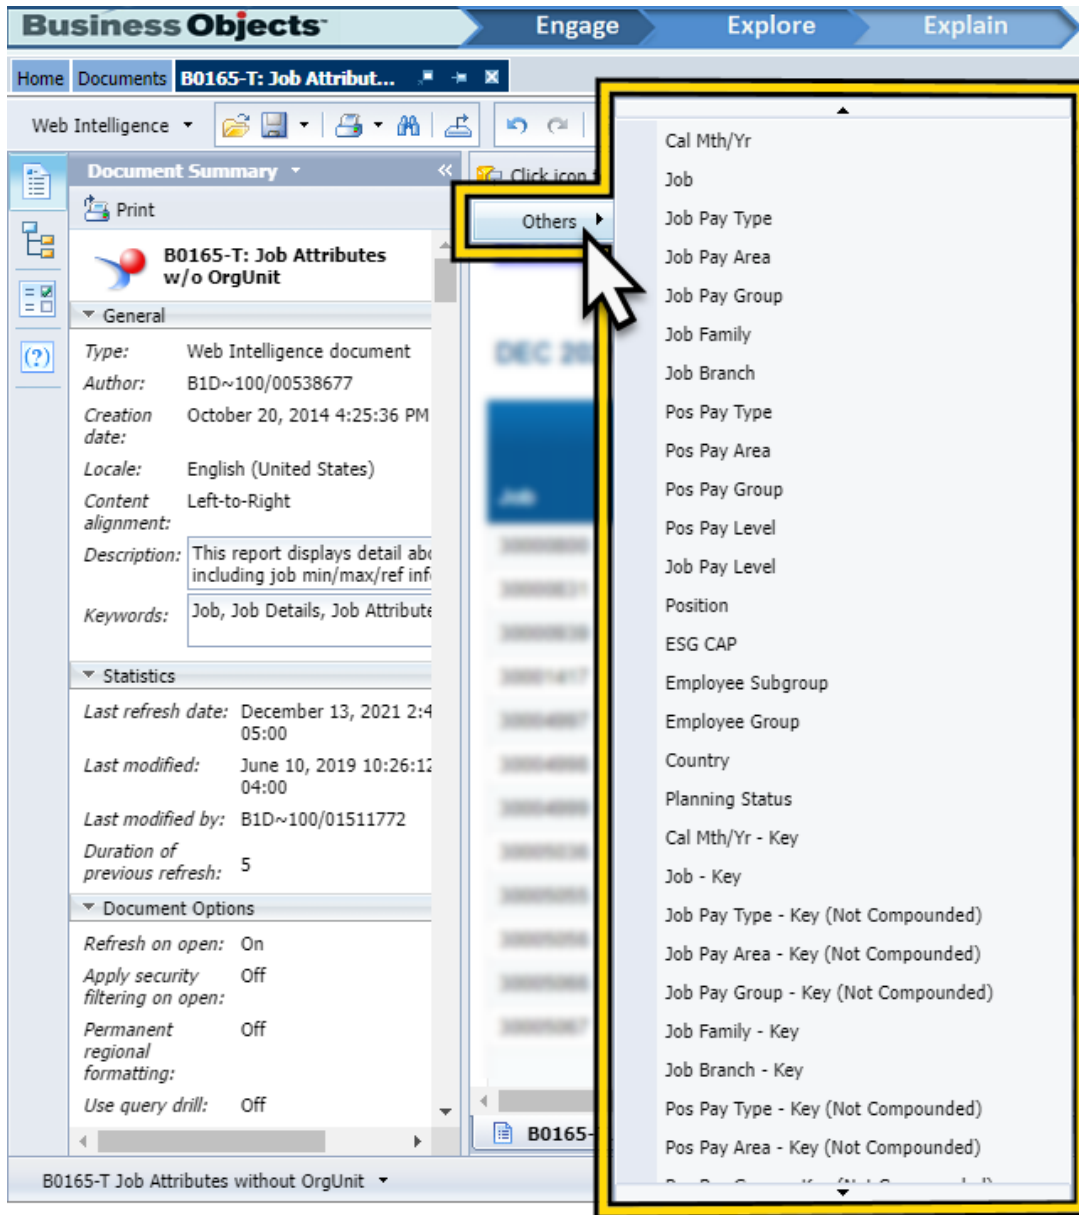 Business Objects
Engage
Explore
Explain
Home
Documents
B0165-T: Job Attribut...
Web Intelligence
Document Summary
Print
B0165-T: Job Attributes
w/o OrgUnit
General
Type: Web Intelligence document
Author: B1D~100/00538677
Creation October 20, 2014 4:25:36 PM
date:
Locale: English (United States)
Content Left-to-Right
alignment:
Description: This report displays detail abo
including job min/max/ref inf
Keywords: Job, Job Details, Job Attribute
Statistics
Last refresh date: December 13, 2021 2:4
05:00
Last modified: June 10, 2019 10:26:12
04:00
Last modified by: B1D~100/01511772
Duration of
previous refresh: 5
Document Options
Refresh on open: On
Apply security Off
filtering on open:
Permanent Off
regional
formatting:
Use query drill: Off
B0165-T Job Attributes without OrgUnit
Click icon
Others
DEC 20
Job
B0165-
Cal Mth/Yr
Job
Job Pay Type
Job Pay Area
Job Pay Group
Job Family
Job Branch
Pos Pay Type
Pos Pay Area
Pos Pay Group
Pos Pay Level
Job Pay Level
Position
ESG CAP
Employee Subgroup
Employee Group
Country
Planning Status
Cal Mth/Yr - Key
Job - Key
Job Pay Type - Key (Not Compounded)
Job Pay Area - Key (Not Compounded)
Job Pay Group - Key (Not Compounded)
Job Family - Key
Job Branch - Key
Pos Pay Type - Key (Not Compounded)
Pos Pay Area - Key (Not Compounded)